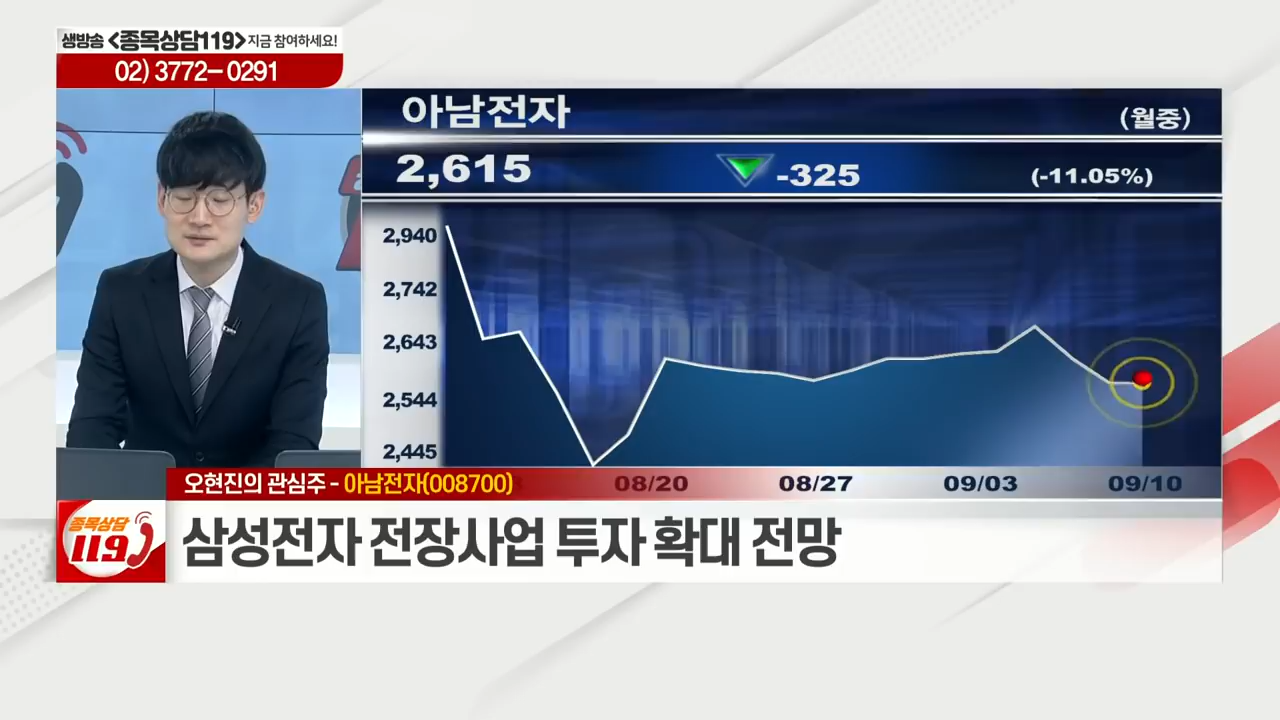 생방송 <종목상담119> 지금 참여하세요!
02) 3772-0291
아남전자
(월중)
2,615
-325
(-11.05%)
2,940
2,742
2,643
2,544
2,445
08/20
08/27
09/03
09/10
오현진의 관심주 - 아남전자(008700)
종목상담
119
삼성전자 전장사업 투자 확대 전망